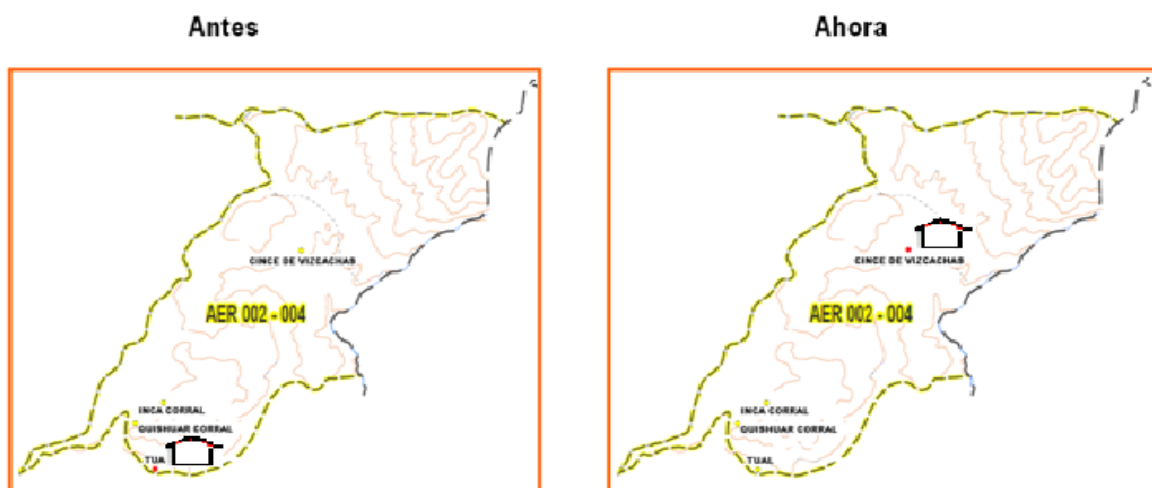 Antes
CINCE DE VIZCACHAS
AER 002 - 004
INCA CORRAL
QUISHUAR CORRAL
TUA
Ahora
CINCE DE VIZCACHAS
AER 002 - 004
INCA CORRAL
QUISHUAR CORRAL
TUAL